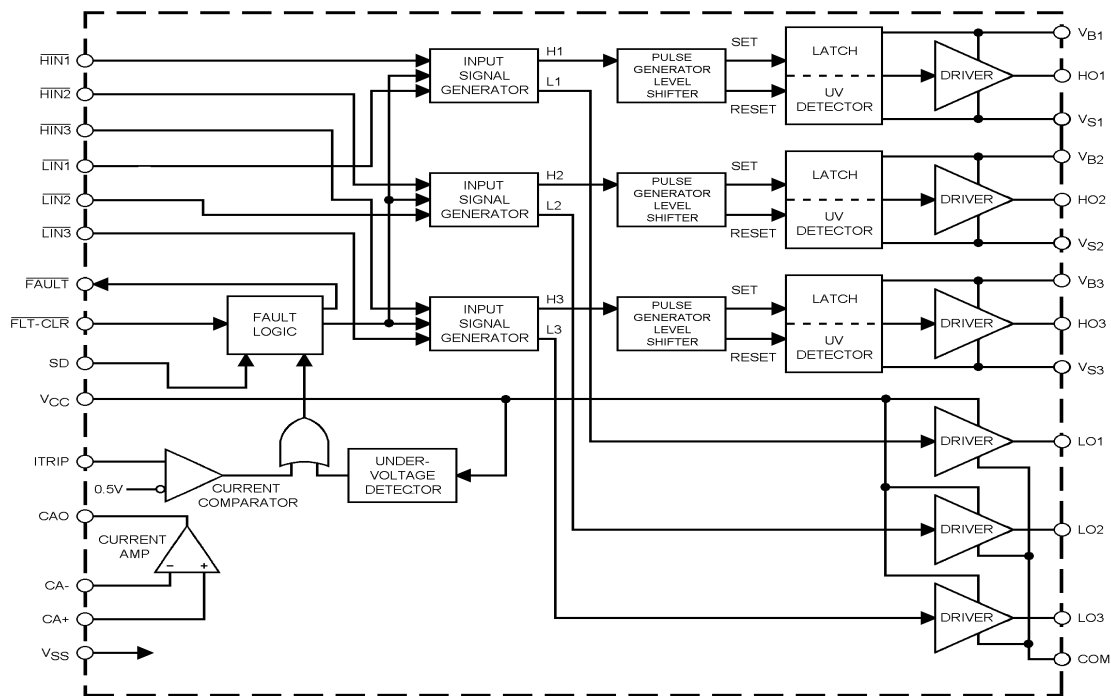 HIN1
HIN2
HIN3
LIN1
LIN2
LIN3
FAULT
FLT-CLR
SD
VCC
ITRIP
0.5V
CAO
CA-
CA+
VSS
INPUT
SIGNAL
GENERATOR
H1
L1
PULSE
GENERATOR
LEVEL
SHIFTER
SET
RESET
LATCH
UV
DETECTOR
DRIVER
VB1
HO1
VS1
INPUT
SIGNAL
GENERATOR
H2
L2
PULSE
GENERATOR
LEVEL
SHIFTER
SET
RESET
LATCH
UV
DETECTOR
DRIVER
VB2
HO2
VS2
INPUT
SIGNAL
GENERATOR
H3
L3
PULSE
GENERATOR
LEVEL
SHIFTER
SET
RESET
LATCH
UV
DETECTOR
DRIVER
VB3
HO3
VS3
FAULT
LOGIC
UNDER-
VOLTAGE
DETECTOR
CURRENT
COMPARATOR
CURRENT
AMP
-
+
DRIVER
LO1
DRIVER
LO2
DRIVER
LO3
COM